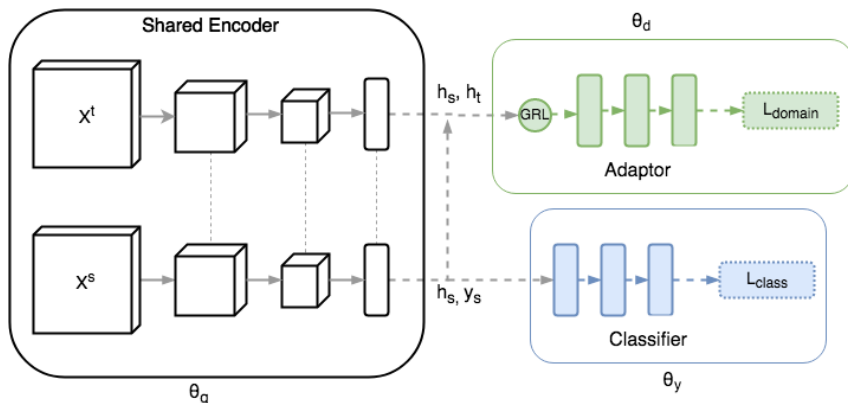 Shared Encoder
θd
Xt
hs, ht
GRL
Ldomain
Adaptor
Xs
hs, ys
Lclass
Classifier
θg
θy